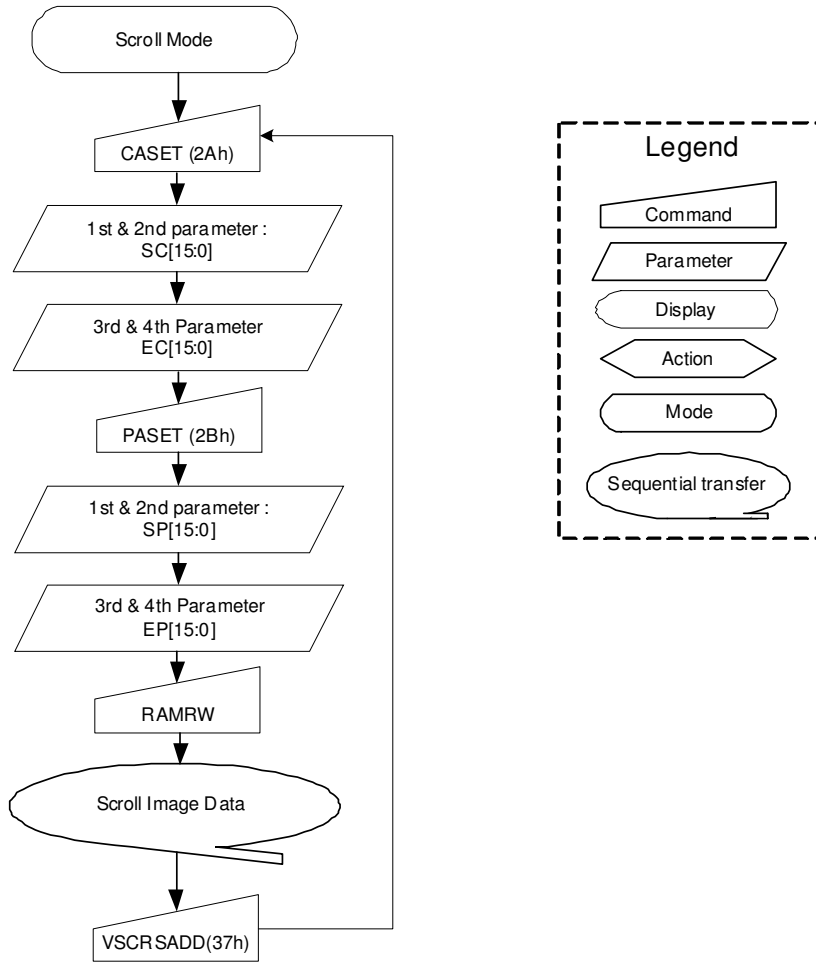 Scroll Mode
CASET (2Ah)
1st & 2nd parameter :
SC[15:0]
3rd & 4th Parameter
EC[15:0]
PASET (2Bh)
1st & 2nd parameter :
SP[15:0]
3rd & 4th Parameter
EP[15:0]
RAMRW
Scroll Image Data
VSCRSADD(37h)
Legend
Command
Parameter
Display
Action
Mode
Sequential transfer